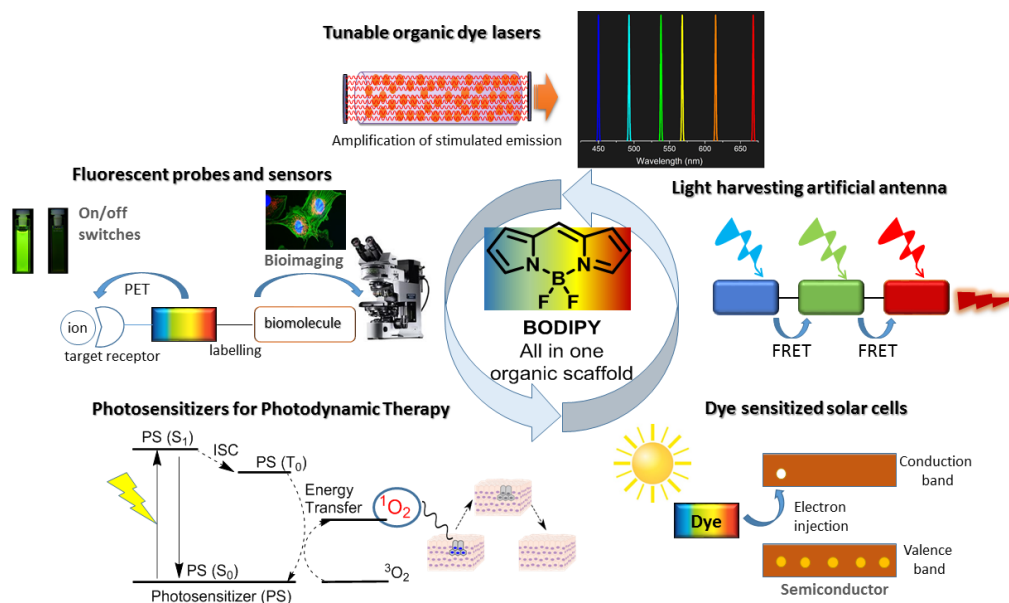 Tunable organic dye lasers
Amplification of stimulated emission
450 500 550 600 650
Wavelength (nm)
Fluorescent probes and sensors
On/off
switches
Bioimaging
PET
ion
target receptor
labelling
biomolecule
Light harvesting artificial antenna
FRET FRET
N N
B
F F
BODIPY
All in one
organic scaffold
Photosensitizers for Photodynamic Therapy
PS (S1)
ISC
PS (T0)
Energy
Transfer
1O2
PS (S0)
3O2
Photosensitizer (PS)
Dye sensitized solar cells
Dye
Electron
injection
Conduction
band
Valence
band
Semiconductor